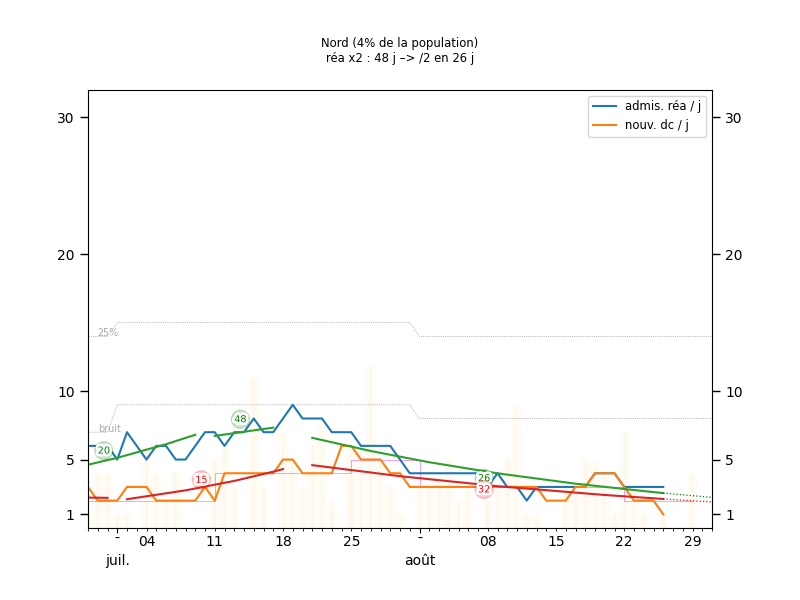 Nord (4% de la population)
réa x2 : 48 j –> /2 en 26 j
admis. réa / j
nouv. dc / j
30 30
20 20
25%
10 10
bruit
48
20
5 5
15
26
32
1 1
- 04 11 18 25 - 08 15 22 29
juil. août